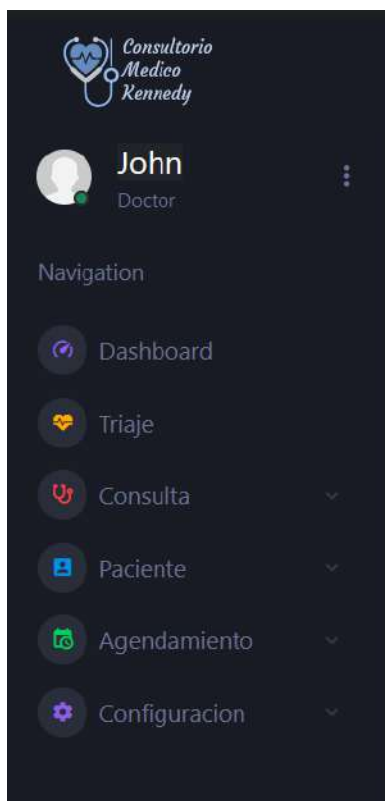 Consultorio
Medico
Kennedy
John
Doctor
Navigation
Dashboard
Triaje
Consulta
Paciente
Agendamiento
Configuracion